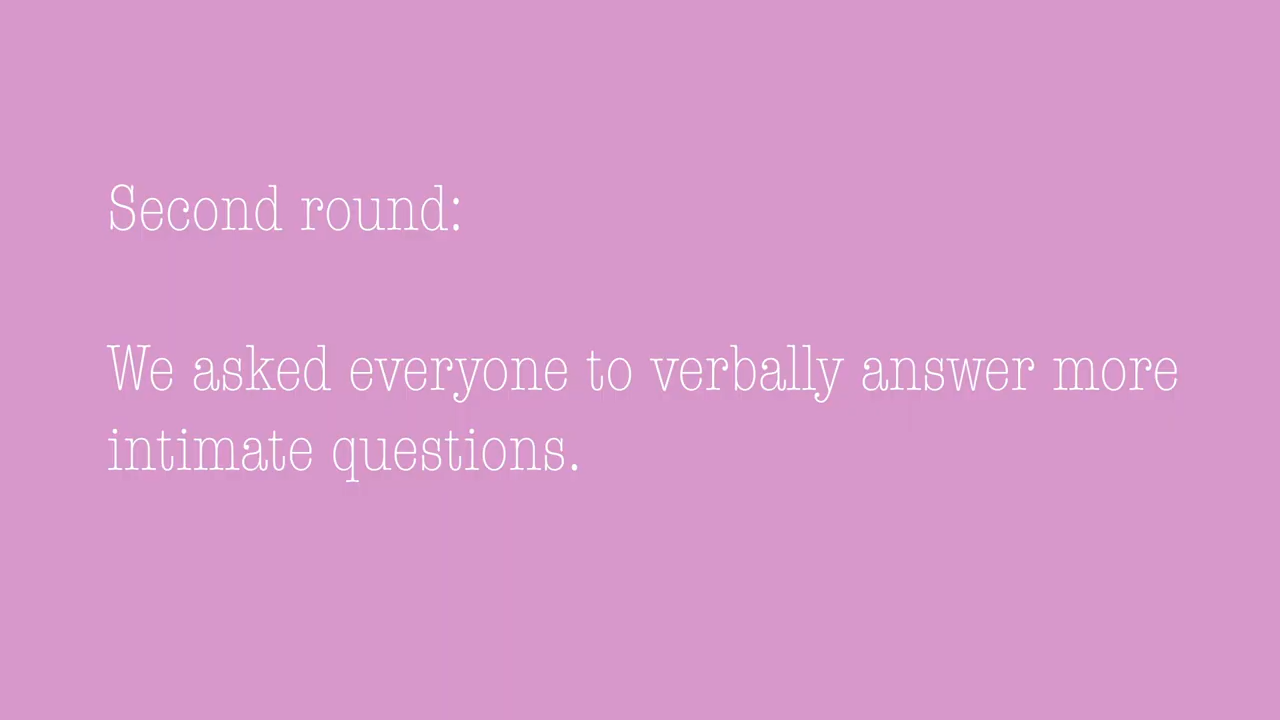 Second round:
We asked everyone to verbally answer more
intimate questions.